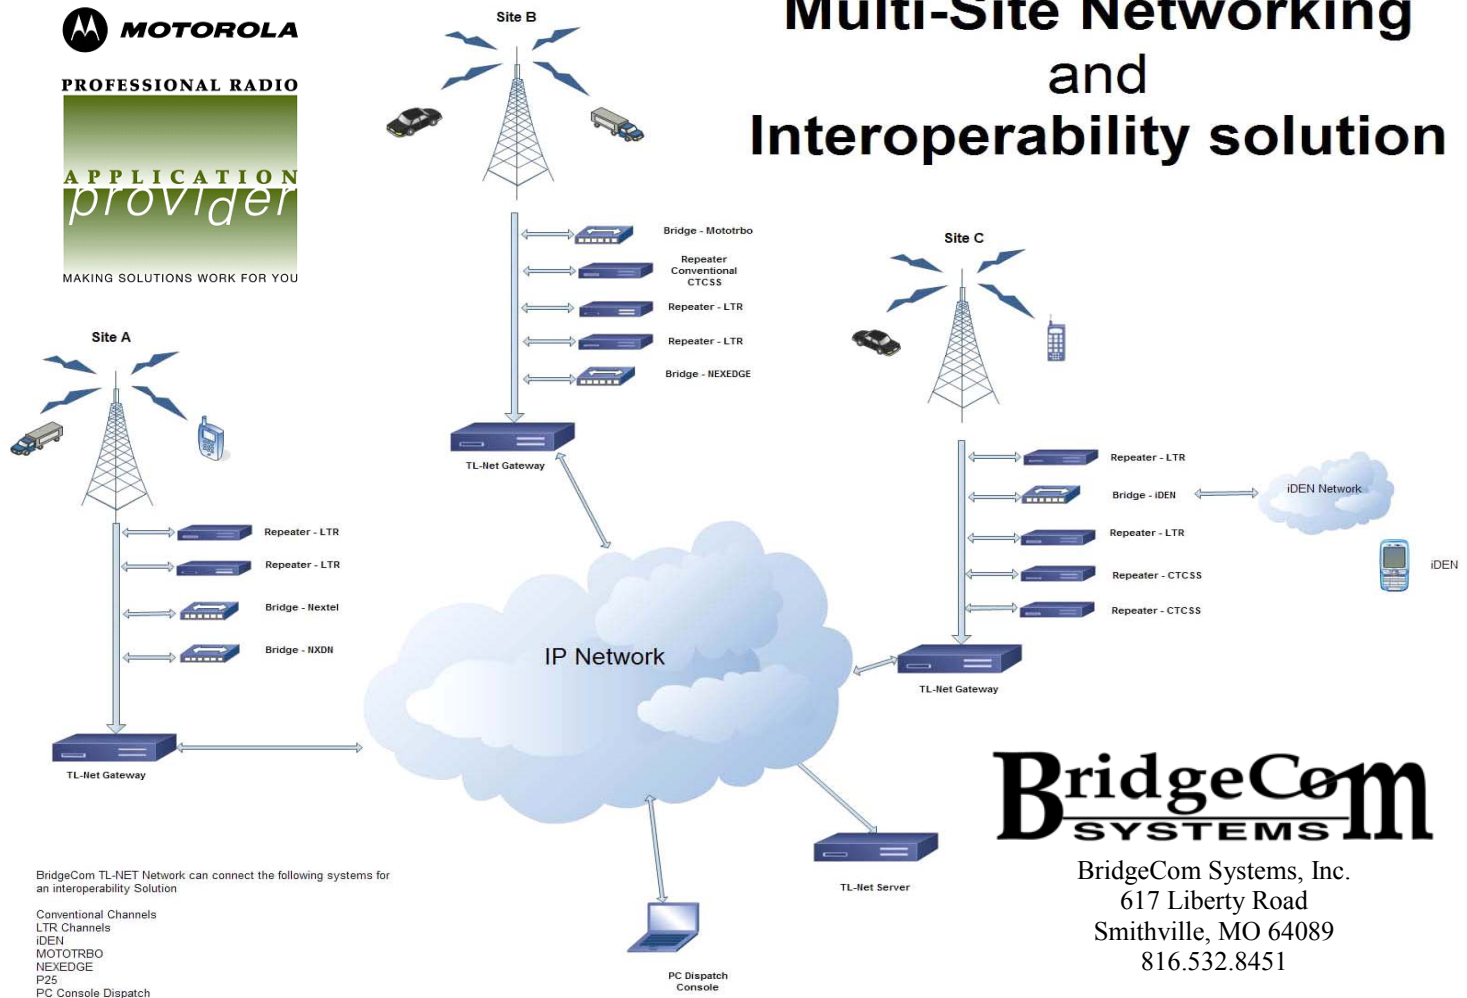 MOTOROLA
PROFESSIONAL RADIO
APPLICATION
provider
MAKING SOLUTIONS WORK FOR YOU
Multi-Site Networking
and
Interoperability solution
Site B
Bridge - Mototrbo
Repeater
Conventional
CTCSS
Repeater - LTR
Repeater - LTR
Bridge - NEXEDGE
TL-Net Gateway
Site C
Repeater - LTR
Bridge - iDEN
iDEN Network
Repeater - LTR
Repeater - CTCSS
Repeater - CTCSS
iDEN
TL-Net Gateway
Site A
Repeater - LTR
Repeater - LTR
Bridge - Nextel
Bridge - NXDN
TL-Net Gateway
IP Network
TL-Net Server
PC Dispatch
Console
BridgeCom TL-NET Network can connect the following systems for
an interoperability Solution
Conventional Channels
LTR Channels
iDEN
MOTOTRBO
NEXEDGE
P25
PC Console Dispatch
BridgeCom
SYSTEMS
BridgeCom Systems, Inc.
617 Liberty Road
Smithville, MO 64089
816.532.8451